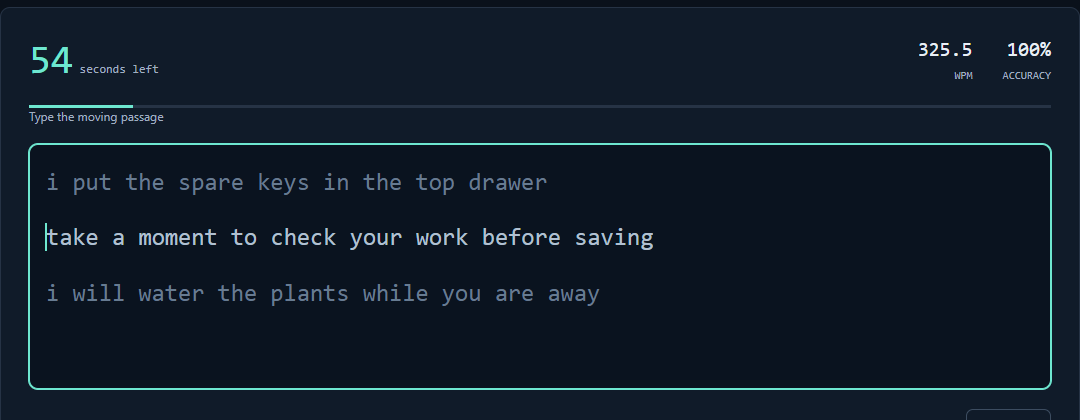 54 seconds left
325.5 100%
WPM ACCURACY
Type the moving passage
i put the spare keys in the top drawer
take a moment to check your work before saving
i will water the plants while you are away